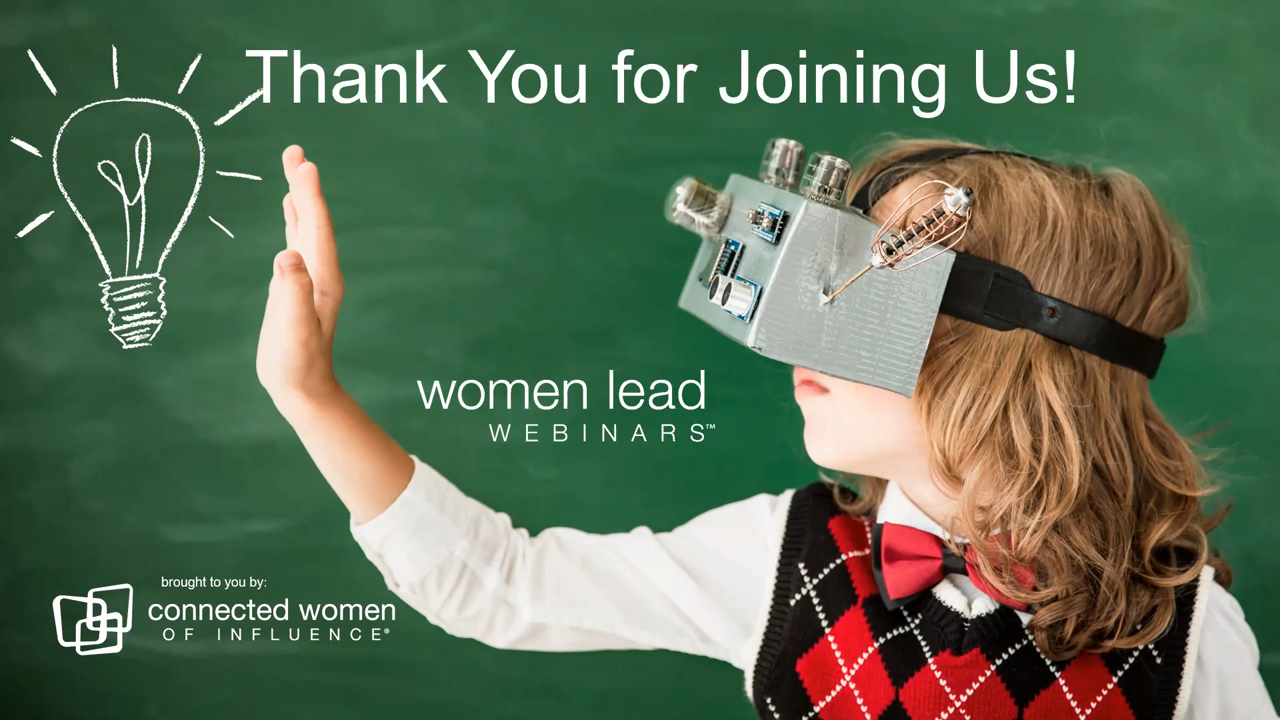 Thank You for Joining Us!
women lead
WEBINARS™
brought to you by:
connected women
OF INFLUENCE®